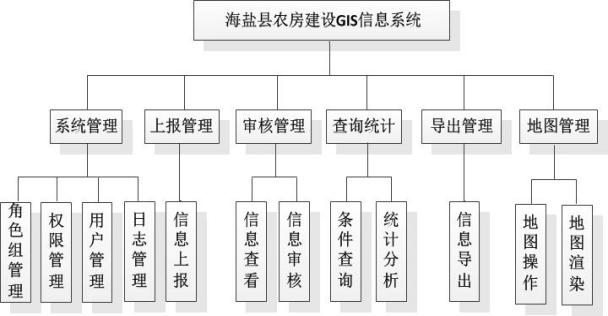 海盐县农房建设GIS信息系统
系统管理
上报管理
审核管理
查询统计
导出管理
地图管理
角色组管理
权限管理
用户管理
日志管理
信息上报
信息查看
信息审核
条件查询
统计分析
信息导出
地图操作
地图渲染